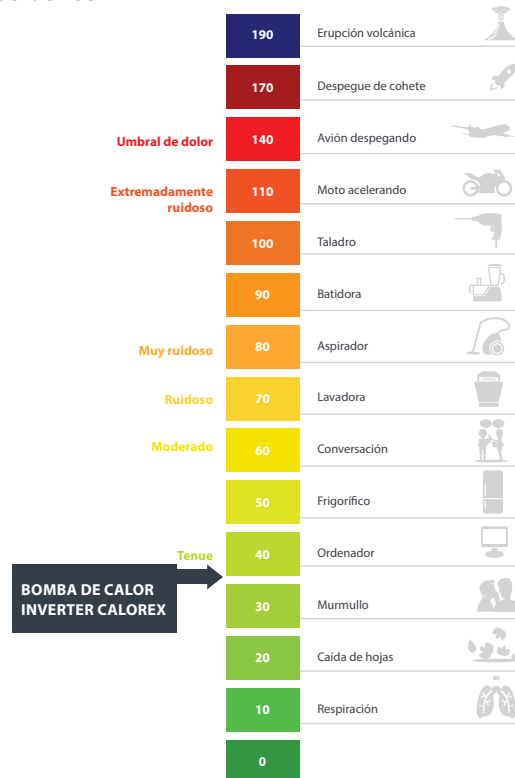 190 Erupción volcánica
170 Despegue de cohete
Umbral de dolor 140 Avión despegando
Extremadamente
ruidoso
110 Moto acelerando
100 Taladro
90 Batidora
Muy ruidoso 80 Aspirador
Ruidoso 70 Lavadora
Moderado 60 Conversación
50 Frigorífico
Tenue 40 Ordenador
BOMBA DE CALOR
INVERTER CALOREX
30 Murmullo
20 Caída de hojas
10 Respiración
0